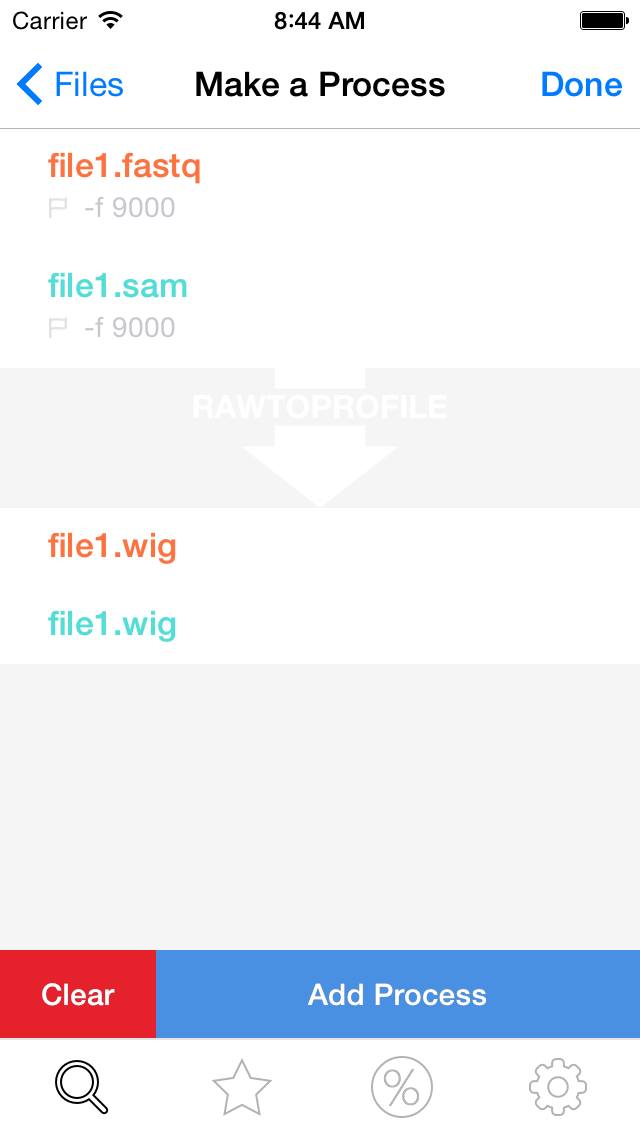 Carrier 8:44 AM
Files Make a Process Done
file1.fastq
-f 9000
file1.sam
-f 9000
RAWTOPROFILE
file1.wig
file1.wig
Clear Add Process
%